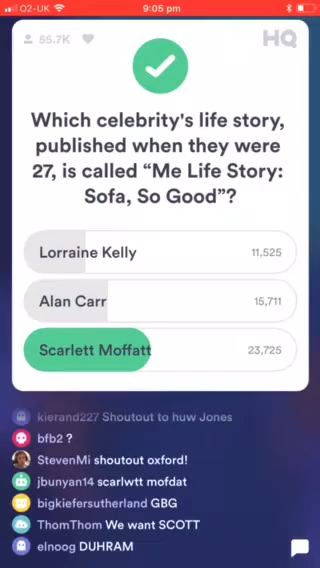 O2-UK 9:05 pm
55.7K HQ
Which celebrity's life story,
published when they were
27, is called “Me Life Story:
Sofa, So Good”?
Lorraine Kelly 11,525
Alan Carr 15,711
Scarlett Moffatt 23,725
kierand227 Shoutout to huw Jones
bfb2 ?
StevenMi shoutout oxford!
jbunyan14 scarlwtt mofdat
bigkiefersutherland GBG
ThomThom We want SCOTT
elnoog DUHRAM